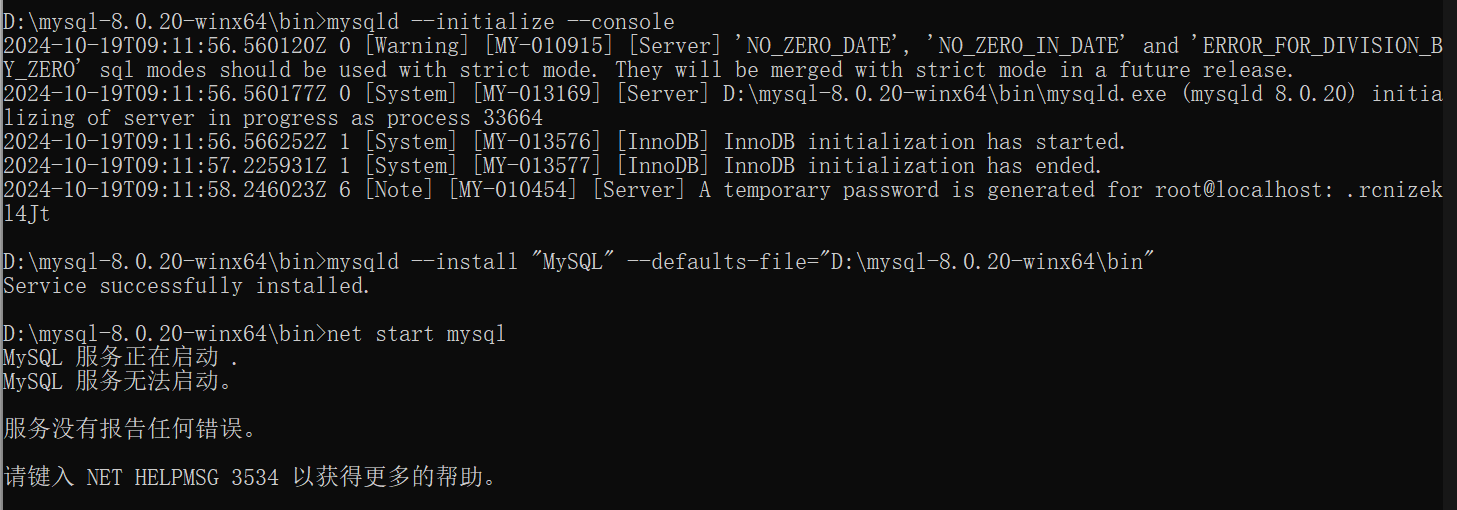 D:\mysql-8.0.20-winx64\bin>mysqld --initialize --console
2024-10-19T09:11:56.560120Z 0 [Warning] [MY-010915] [Server] 'NO_ZERO_DATE', 'NO_ZERO_IN_DATE' and 'ERROR_FOR_DIVISION_B
Y_ZERO' sql modes should be used with strict mode. They will be merged with strict mode in a future release.
2024-10-19T09:11:56.560177Z 0 [System] [MY-013169] [Server] D:\mysql-8.0.20-winx64\bin\mysqld.exe (mysqld 8.0.20) initia
lizing of server in progress as process 33664
2024-10-19T09:11:56.566252Z 1 [System] [MY-013576] [InnoDB] InnoDB initialization has started.
2024-10-19T09:11:57.225931Z 1 [System] [MY-013577] [InnoDB] InnoDB initialization has ended.
2024-10-19T09:11:58.246023Z 6 [Note] [MY-010454] [Server] A temporary password is generated for root@localhost: .rcnizek
l4Jt
D:\mysql-8.0.20-winx64\bin>mysqld --install "MySQL" --defaults-file="D:\mysql-8.0.20-winx64\bin"
Service successfully installed.
D:\mysql-8.0.20-winx64\bin>net start mysql
MySQL 服务正在启动 .
MySQL 服务无法启动。
服务没有报告任何错误。
请键入 NET HELPMSG 3534 以获得更多的帮助。